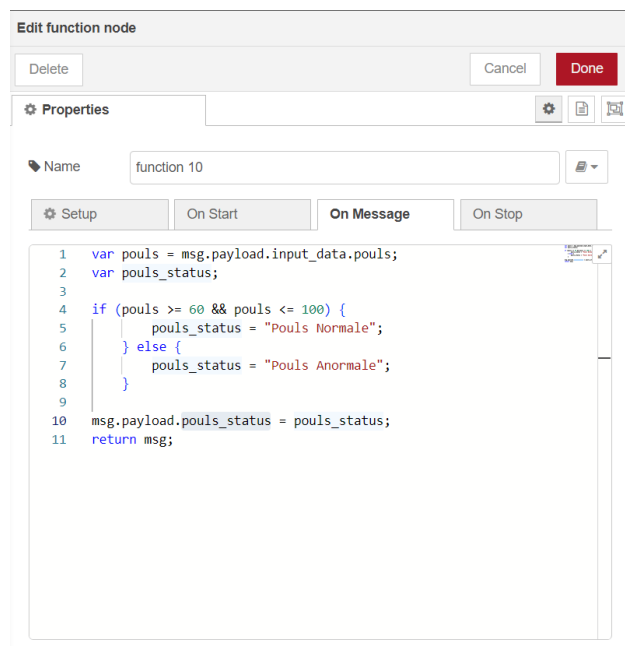 Edit function node
Delete
Cancel
Done
Properties
Name
function 10
Setup
On Start
On Message
On Stop
1 var pouls = msg.payload.input_data.pouls;
2 var pouls_status;
3
4 if (pouls >= 60 && pouls <= 100) {
5 pouls_status = "Pouls Normale";
6 } else {
7 pouls_status = "Pouls Anormale";
8 }
9
10 msg.payload.pouls_status = pouls_status;
11 return msg;